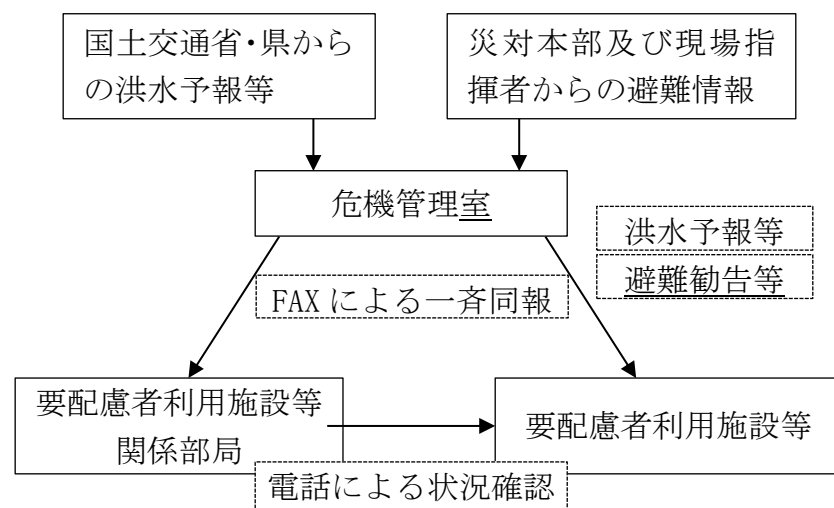 国土交通省・県から
の洪水予報等
災対本部及び現場指
揮者からの避難情報
危機管理室
洪水予報等
避難勧告等
FAXによる一斉同報
要配慮者利用施設等
関係部局
要配慮者利用施設等
電話による状況確認